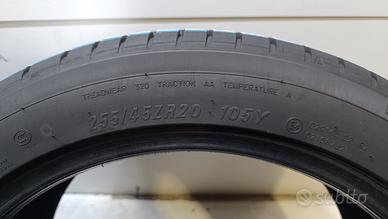 TREADWEAR 320 TRACTION AA TEMPERATURE A
255/45ZR20 105Y
subito